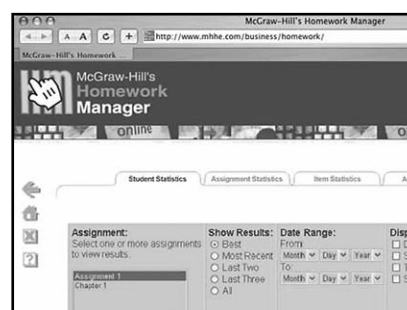 McGraw-Hill's Homework Manager
A A C +
http://www.mhhe.com/business/homework/
McGraw-Hill's Homework ...
HM McGraw-Hill's
Homework
Manager
online
Student Statistics Assignment Statistics Item Statistics A
Assignment: Show Results: Date Range: Disp
Select one or more assignments to view results.
Best From:
Most Recent Month Day Year
Last Two To:
Last Three Month Day Year
All
Assignment 1
Chapter 1